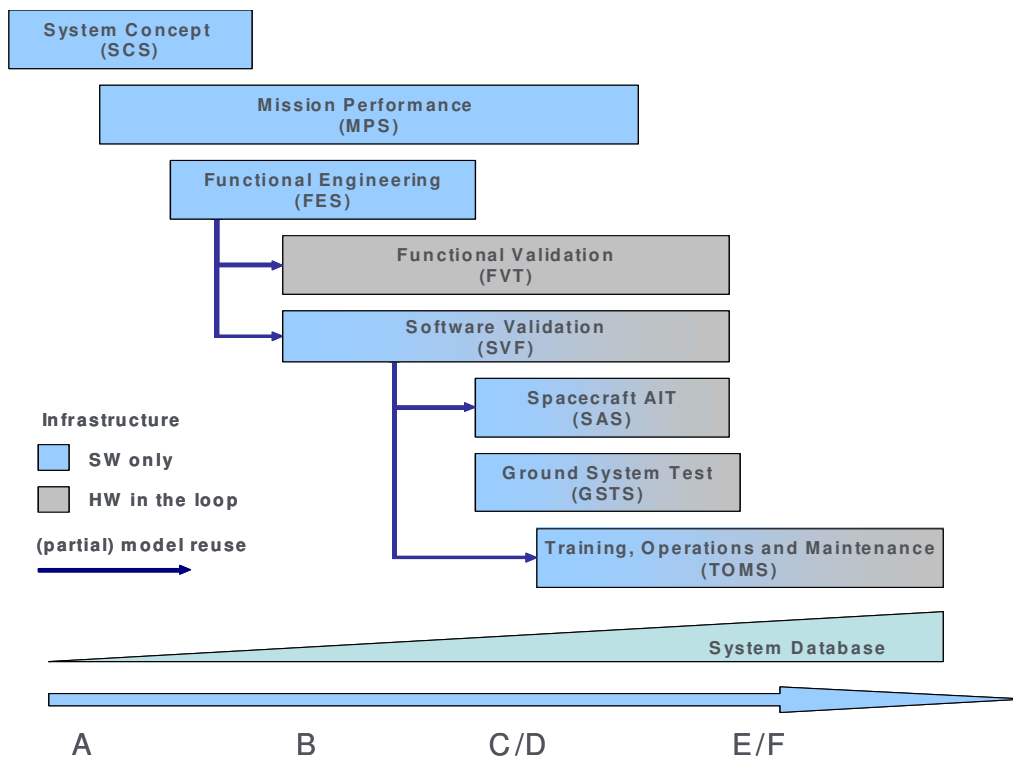 System Concept
(SCS)
Mission Performance
(MPS)
Functional Engineering
(FES)
Functional Validation
(FVT)
Software Validation
(SVF)
Spacecraft AIT
(SAS)
Ground System Test
(GSTS)
Training, Operations and Maintenance
(TOMS)
Infrastructure
SW only
HW in the loop
(partial) model reuse
System Database
A B C/D E/F